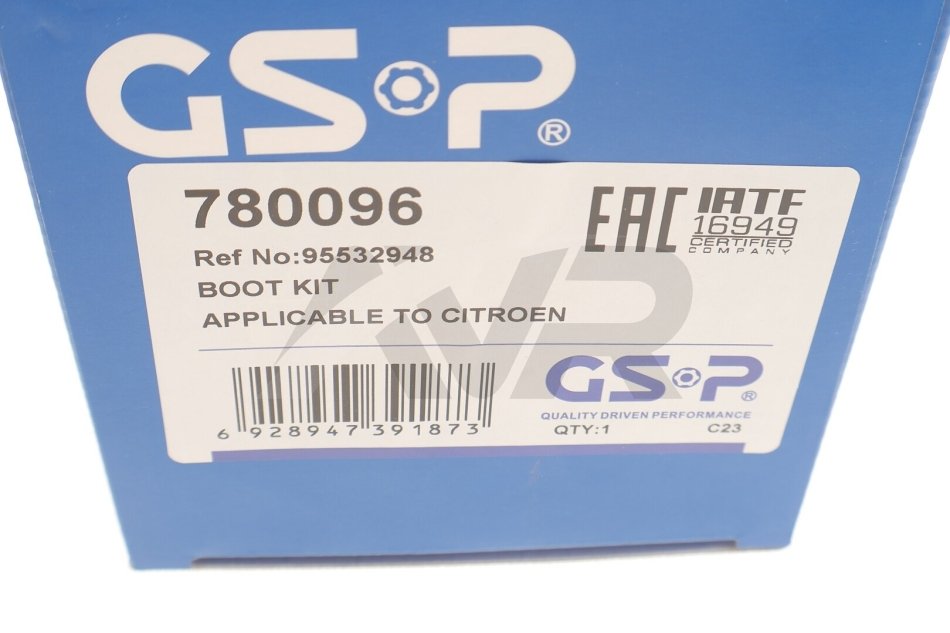 GSP®
780096
Ref No:95532948
BOOT KIT
APPLICABLE TO CITROEN
EAC
IATF
16949
CERTIFIED
COMPANY
6 928947 391873
GSP®
QUALITY DRIVEN PERFORMANCE
QTY:1 C23